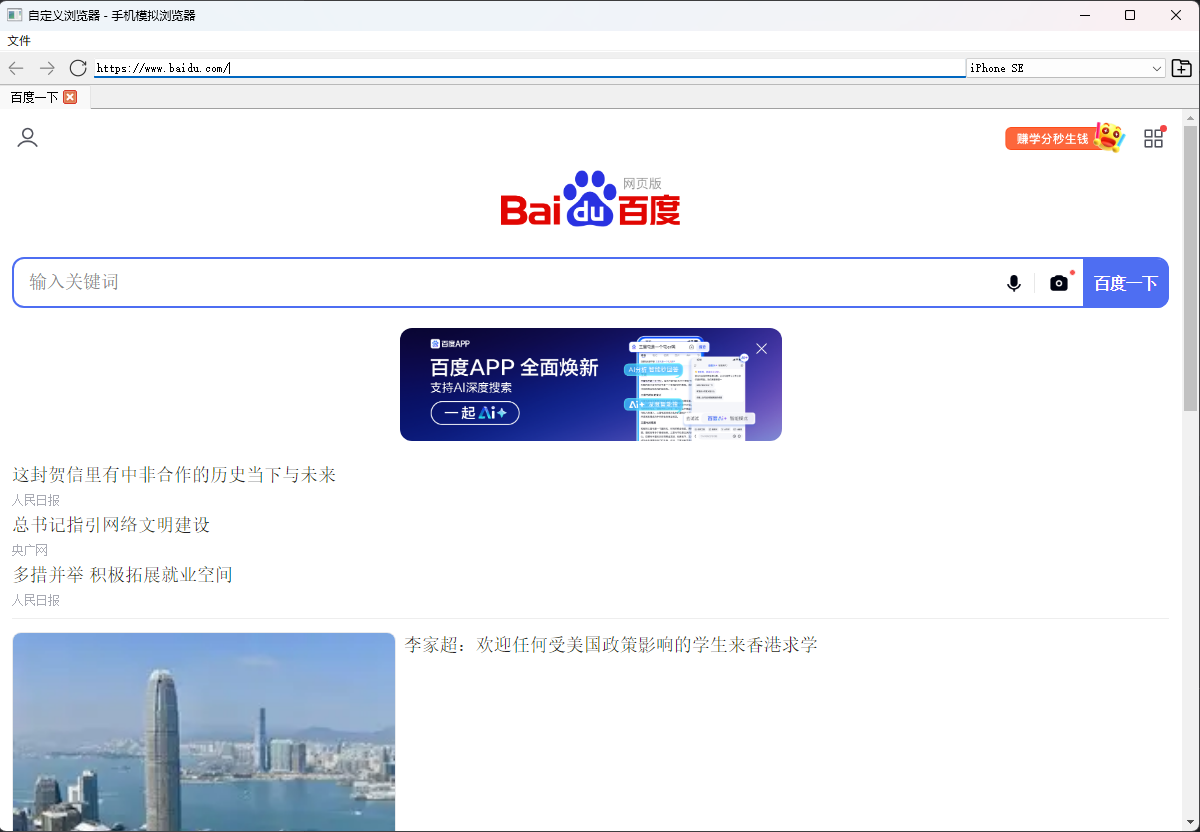 自定义浏览器 - 手机模拟浏览器
文件
https://www.baidu.com/
iPhone SE
百度一下
赚学分秒生钱
网页版
Bai du 百度
输入关键词
百度一下
百度APP
百度APP 全面焕新
支持AI深度搜索
一起 Ai+
这封贺信里有中非合作的历史当下与未来
人民日报
总书记指引网络文明建设
央广网
多措并举 积极拓展就业空间
人民日报
李家超：欢迎任何受美国政策影响的学生来香港求学